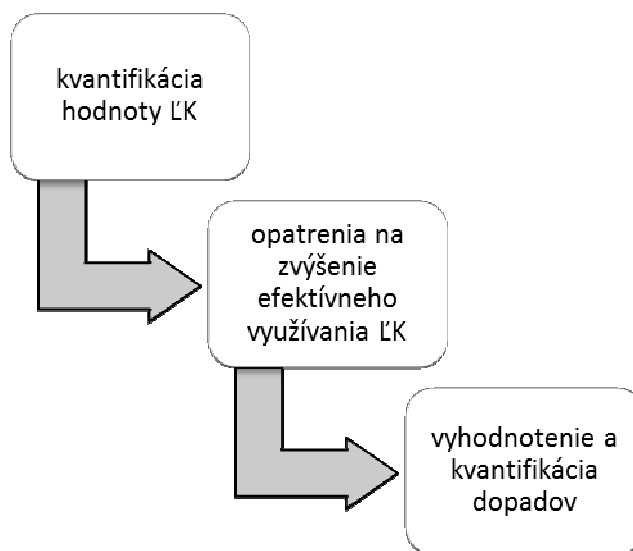 kvantifikácia
hodnoty ĽK
opatrenia na
zvýšenie
efektívneho
využívania ĽK
vyhodnotenie a
kvantifikácia
dopadov